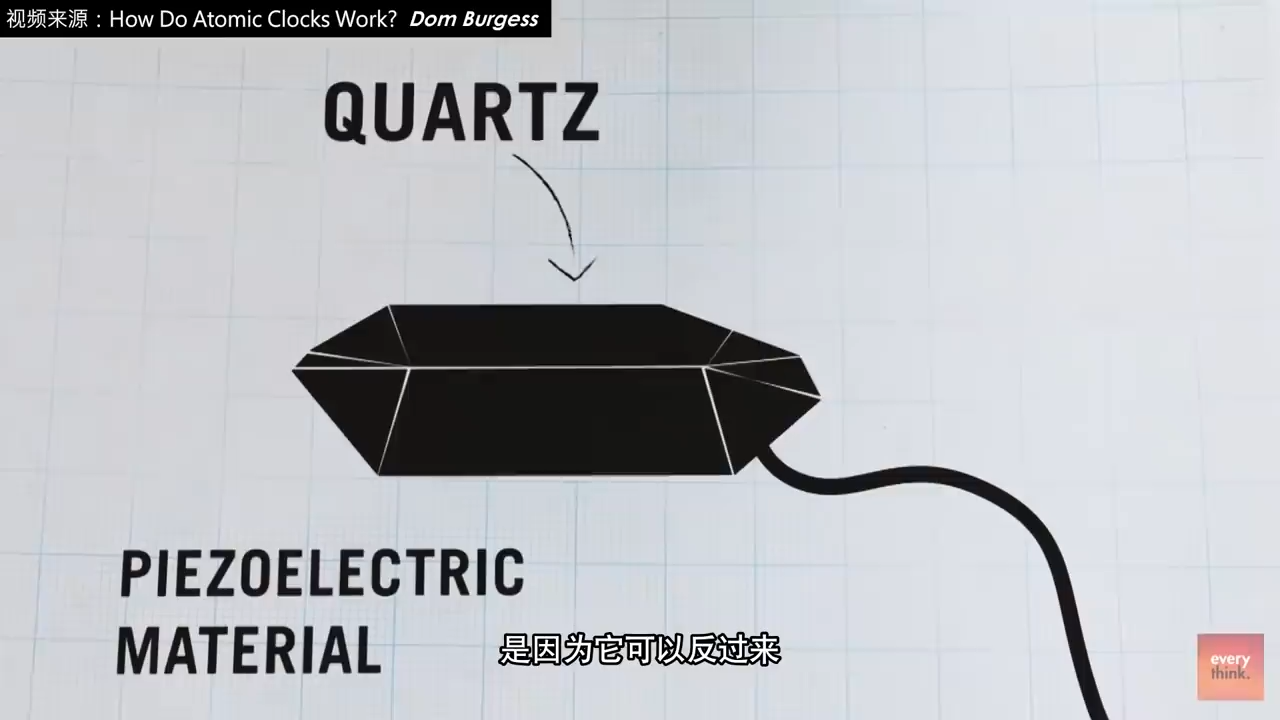 视频来源：How Do Atomic Clocks Work? Dom Burgess
QUARTZ
PIEZOELECTRIC
MATERIAL
是因为它可以反过来
every
think.